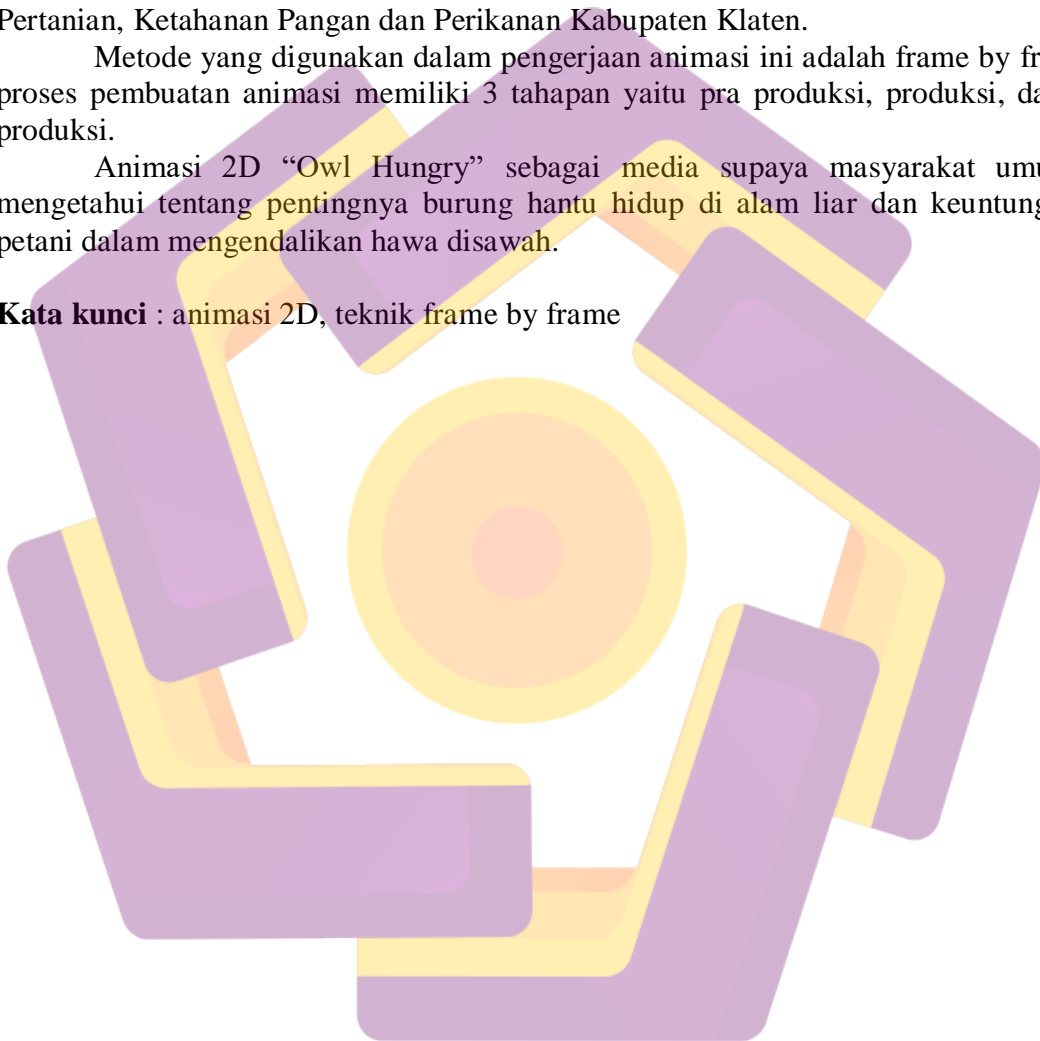 Pertanian, Ketahanan Pangan dan Perikanan Kabupaten Klaten.
Metode yang digunakan dalam pengerjaan animasi ini adalah frame by fr
proses pembuatan animasi memiliki 3 tahapan yaitu pra produksi, produksi, da
produksi.
Animasi 2D “Owl Hungry” sebagai media supaya masyarakat umu
mengetahui tentang pentingnya burung hantu hidup di alam liar dan keuntung
petani dalam mengendalikan hawa disawah.
Kata kunci : animasi 2D, teknik frame by frame